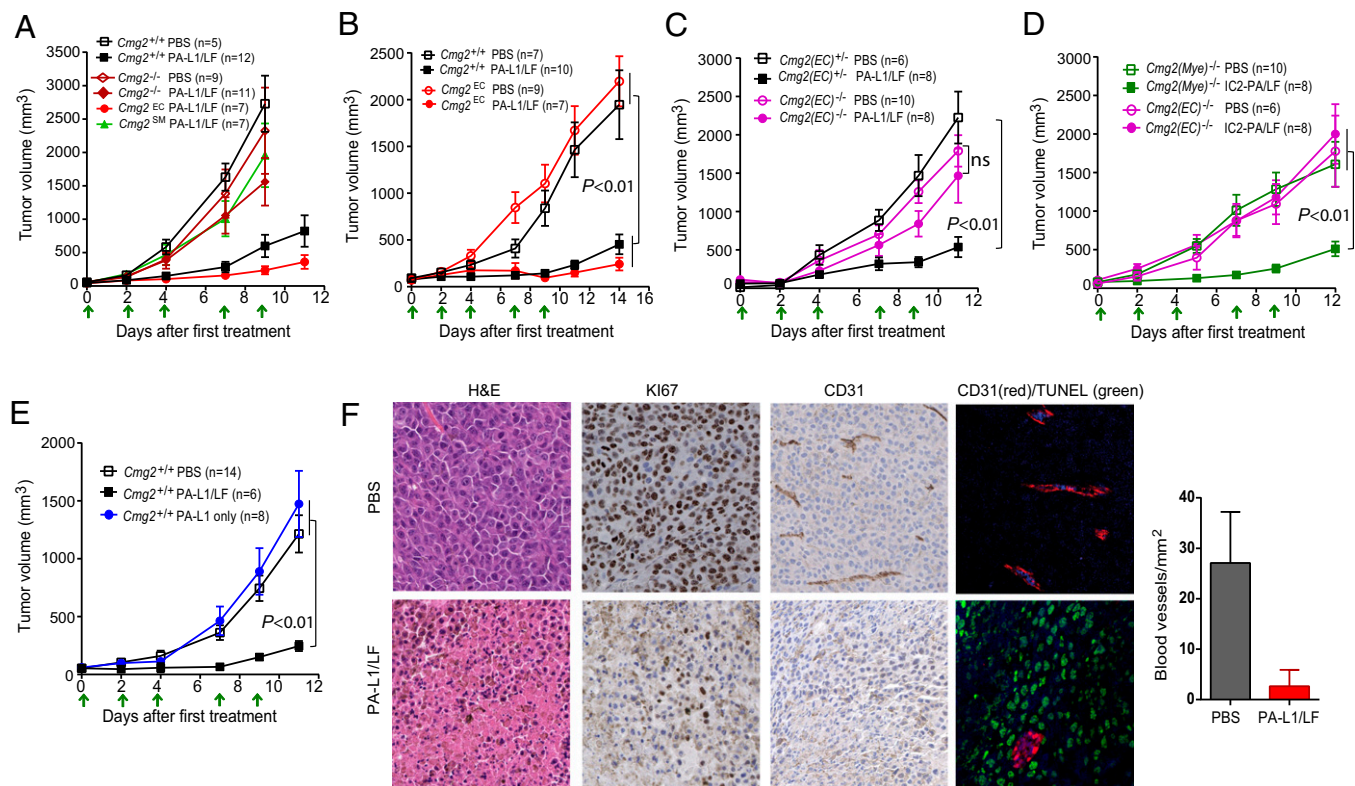 A
Cmg2+/+ PBS (n=5)
Cmg2+/+ PA-L1/LF (n=12)
Cmg2-/- PBS (n=9)
Cmg2-/- PA-L1/LF (n=11)
Cmg2 EC PA-L1/LF (n=7)
Cmg2 SM PA-L1/LF (n=7)
Tumor volume (mm3)
3500
3000
2500
2000
1500
1000
500
0 2 4 6 8 10 12
Days after first treatment
B
Cmg2+/+ PBS (n=7)
Cmg2+/+ PA-L1/LF (n=10)
Cmg2 EC PBS (n=9)
Cmg2 EC PA-L1/LF (n=7)
Tumor volume (mm3)
2500
2000
1500
1000
500
0
P<0.01
0 2 4 6 8 10 12 14 16
Days after first treatment
C
Cmg2(EC)+/- PBS (n=6)
Cmg2(EC)+/- PA-L1/LF (n=8)
Cmg2(EC)-/- PBS (n=10)
Cmg2(EC)-/- PA-L1/LF (n=8)
Tumor volume (mm3)
3000
2500
2000
1500
1000
500
0
ns
P<0.01
0 2 4 6 8 10 12
Days after first treatment
D
Cmg2(Mye)-/- PBS (n=10)
Cmg2(Mye)-/- IC2-PA/LF (n=8)
Cmg2(EC)-/- PBS (n=6)
Cmg2(EC)-/- IC2-PA/LF (n=8)
Tumor volume (mm3)
3000
2500
2000
1500
1000
500
0
P<0.01
0 2 4 6 8 10 12
Days after first treatment
E
Cmg2+/+ PBS (n=14)
Cmg2+/+ PA-L1/LF (n=6)
Cmg2+/+ PA-L1 only (n=8)
Tumor volume (mm3)
2000
1500
1000
500
P<0.01
0 2 4 6 8 10 12
Days after first treatment
F
H&E KI67 CD31 CD31(red)/TUNEL (green)
PBS
PA-L1/LF
Blood vessels/mm2
40
30
20
10
0
PBS PA-L1/LF